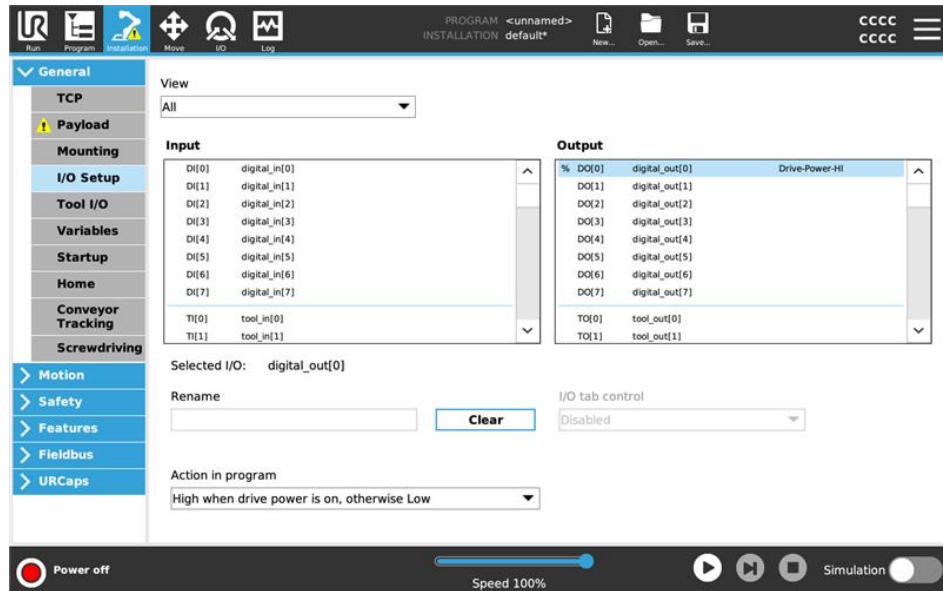 UR
Run
Program
Installation
Move
I/O
Log
PROGRAM <unnamed>
INSTALLATION default*
New...
Open...
Save...
CCCC
CCCC
General
TCP
Payload
Mounting
I/O Setup
Tool I/O
Variables
Startup
Home
Conveyor
Tracking
Screwdriving
Motion
Safety
Features
Fieldbus
URCaps
View
All
Input
DI[0] digital_in[0]
DI[1] digital_in[1]
DI[2] digital_in[2]
DI[3] digital_in[3]
DI[4] digital_in[4]
DI[5] digital_in[5]
DI[6] digital_in[6]
DI[7] digital_in[7]
TI[0] tool_in[0]
TI[1] tool_in[1]
Output
% DO[0] digital_out[0] Drive-Power-HI
DO[1] digital_out[1]
DO[2] digital_out[2]
DO[3] digital_out[3]
DO[4] digital_out[4]
DO[5] digital_out[5]
DO[6] digital_out[6]
DO[7] digital_out[7]
TO[0] tool_out[0]
TO[1] tool_out[1]
Selected I/O: digital_out[0]
Rename
Clear
I/O tab control
Disabled
Action in program
High when drive power is on, otherwise Low
Power off
Speed 100%
Simulation